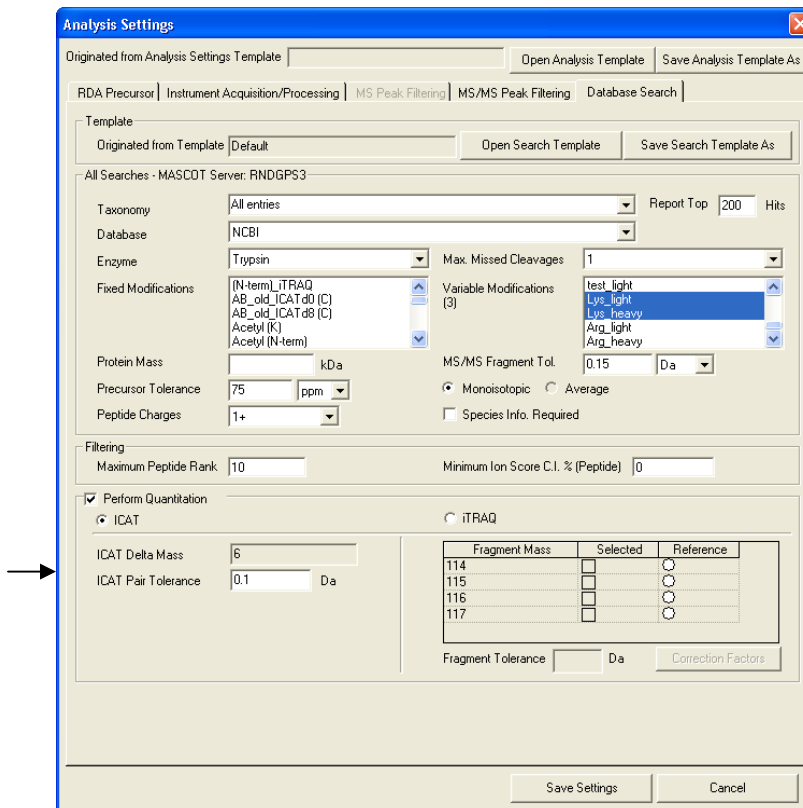 Analysis Settings
Originated from Analysis Settings Template Open Analysis Template Save Analysis Template As
RDA Precursor Instrument Acquisition/Processing MS Peak Filtering MS/MS Peak Filtering Database Search
Template
Originated from Template Default Open Search Template Save Search Template As
All Searches - MASCOT Server: RNDGPS3
Taxonomy All entries Report Top 200 Hits
Database NCBI
Enzyme Trypsin Max. Missed Cleavages 1
Fixed Modifications (N-term)_iTRAQ Variable Modifications test_light
AB_old_ICATd0 (C) (3) Lys_light
AB_old_ICATd8 (C) Lys_heavy
Acetyl (K) Arg_light
Acetyl (N-term) Arg_heavy
Protein Mass kDa MS/MS Fragment Tol. 0.15 Da
Precursor Tolerance 75 ppm Monoisotopic Average
Peptide Charges 1+ Species Info. Required
Filtering
Maximum Peptide Rank 10 Minimum Ion Score C.I. % (Peptide) 0
Perform Quantitation
ICAT iTRAQ
ICAT Delta Mass 6 Fragment Mass Selected Reference
114
ICAT Pair Tolerance 0.1 Da 115
116
117
Fragment Tolerance Da Correction Factors
Save Settings Cancel